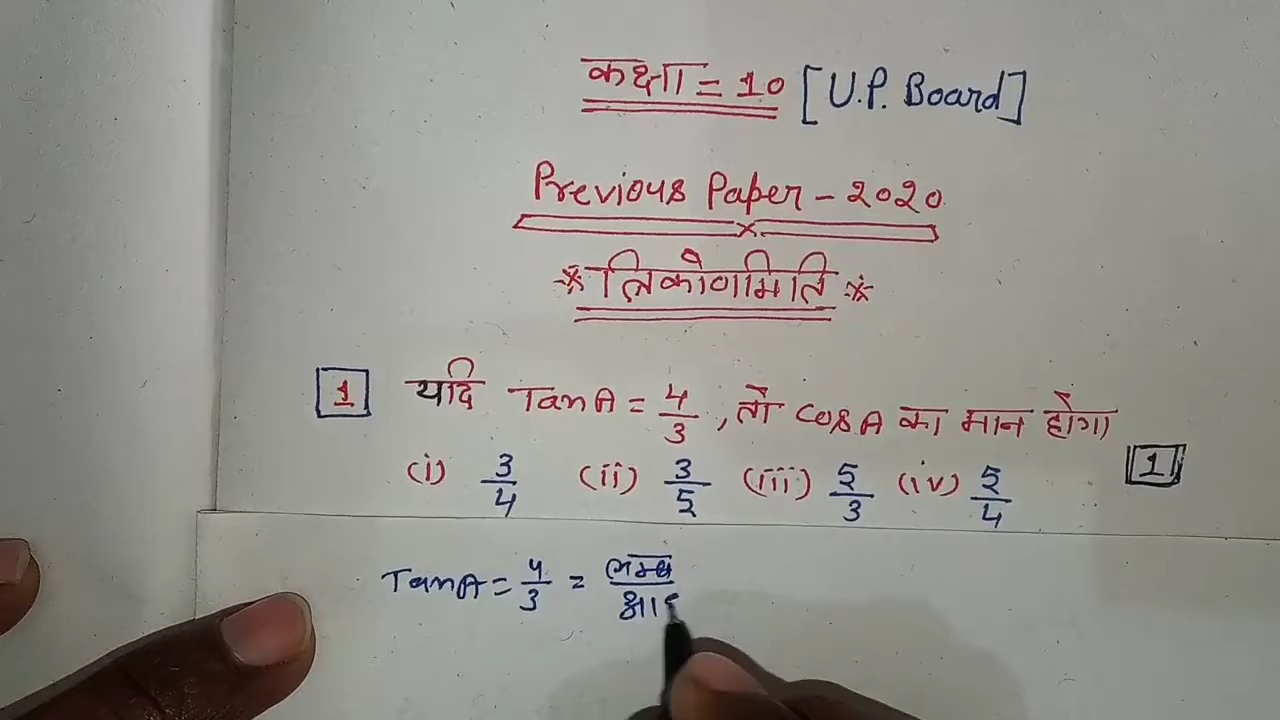 कक्षा = 10 [U.P. Board]
Previous Paper - 2020
* त्रिकोणमिति *
1 यदि TanA = 4/3, तो cosA का मान होगा
(i) 3/4 (ii) 3/5 (iii) 5/3 (iv) 5/4 1
TanA = 4/3 = लम्ब/आ